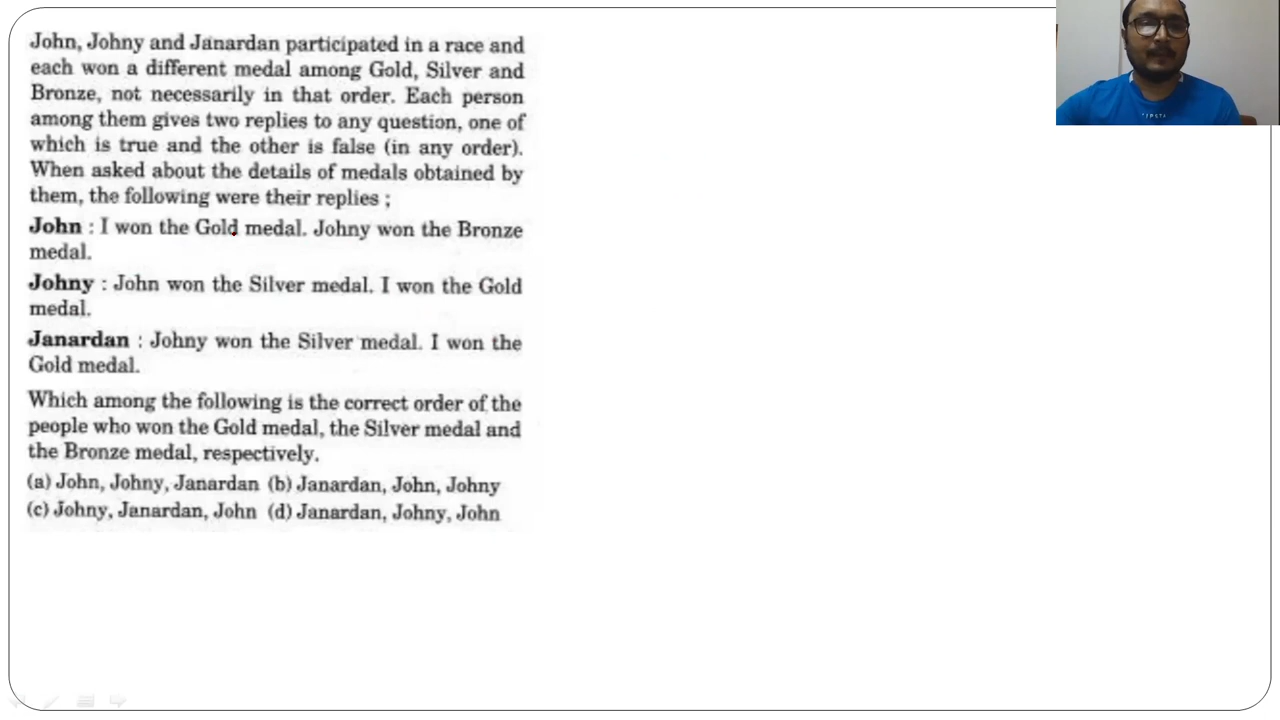 John, Johny and Janardan participated in a race and
each won a different medal among Gold, Silver and
Bronze, not necessarily in that order. Each person
among them gives two replies to any question, one of
which is true and the other is false (in any order).
When asked about the details of medals obtained by
them, the following were their replies ;
John : I won the Gold medal. Johny won the Bronze
medal.
Johny : John won the Silver medal. I won the Gold
medal.
Janardan : Johny won the Silver medal. I won the
Gold medal.
Which among the following is the correct order of the
people who won the Gold medal, the Silver medal and
the Bronze medal, respectively.
(a) John, Johny, Janardan (b) Janardan, John, Johny
(c) Johny, Janardan, John (d) Janardan, Johny, John